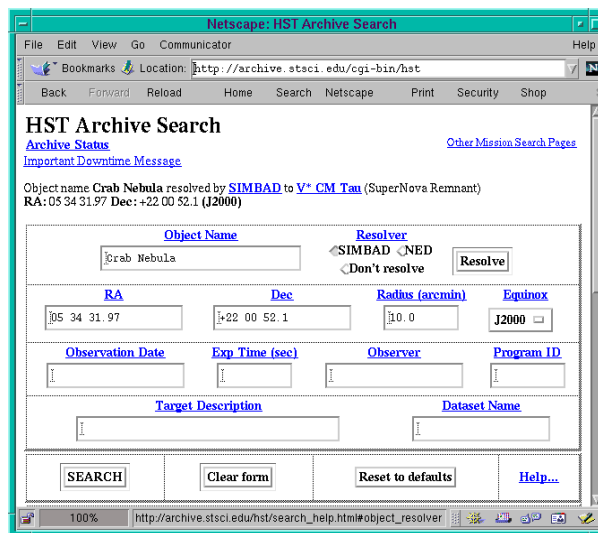 Netscape: HST Archive Search
File Edit View Go Communicator Help
Bookmarks Location: http://archive.stsci.edu/cgi-bin/hst
Back Forward Reload Home Search Netscape Print Security Shop
HST Archive Search
Archive Status Other Mission Search Pages
Important Downtime Message
Object name Crab Nebula resolved by SIMBAD to V* CM Tau (SuperNova Remnant)
RA: 05 34 31.97 Dec: +22 00 52.1 (J2000)
Object Name Resolver
Crab Nebula SIMBAD NED Resolve
Don't resolve
RA Dec Radius (arcmin) Equinox
05 34 31.97 +22 00 52.1 10.0 J2000
Observation Date Exp Time (sec) Observer Program ID
Target Description Dataset Name
SEARCH Clear form Reset to defaults Help...
100% http://archive.stsci.edu/hst/search_help.html#object_resolver